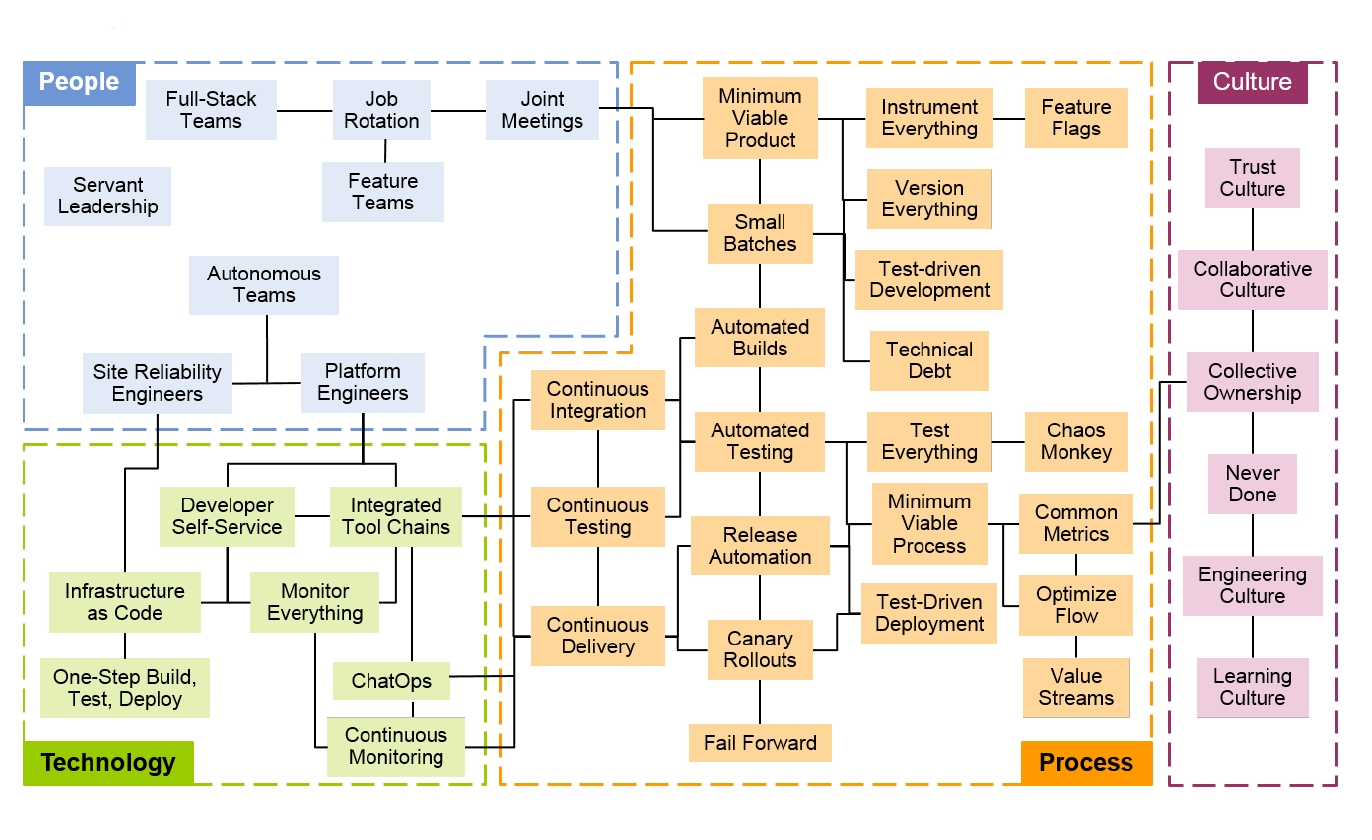 People
Full-Stack
Teams
Job
Rotation
Joint
Meetings
Servant
Leadership
Feature
Teams
Autonomous
Teams
Site Reliability
Engineers
Platform
Engineers
Developer
Self-Service
Integrated
Tool Chains
Infrastructure
as Code
Monitor
Everything
One-Step Build,
Test, Deploy
ChatOps
Continuous
Monitoring
Technology
Minimum
Viable
Product
Instrument
Everything
Feature
Flags
Version
Everything
Small
Batches
Test-driven
Development
Automated
Builds
Technical
Debt
Continuous
Integration
Automated
Testing
Test
Everything
Chaos
Monkey
Continuous
Testing
Release
Automation
Minimum
Viable
Process
Common
Metrics
Continuous
Delivery
Canary
Rollouts
Test-Driven
Deployment
Optimize
Flow
Value
Streams
Fail Forward
Process
Culture
Trust
Culture
Collaborative
Culture
Collective
Ownership
Never
Done
Engineering
Culture
Learning
Culture